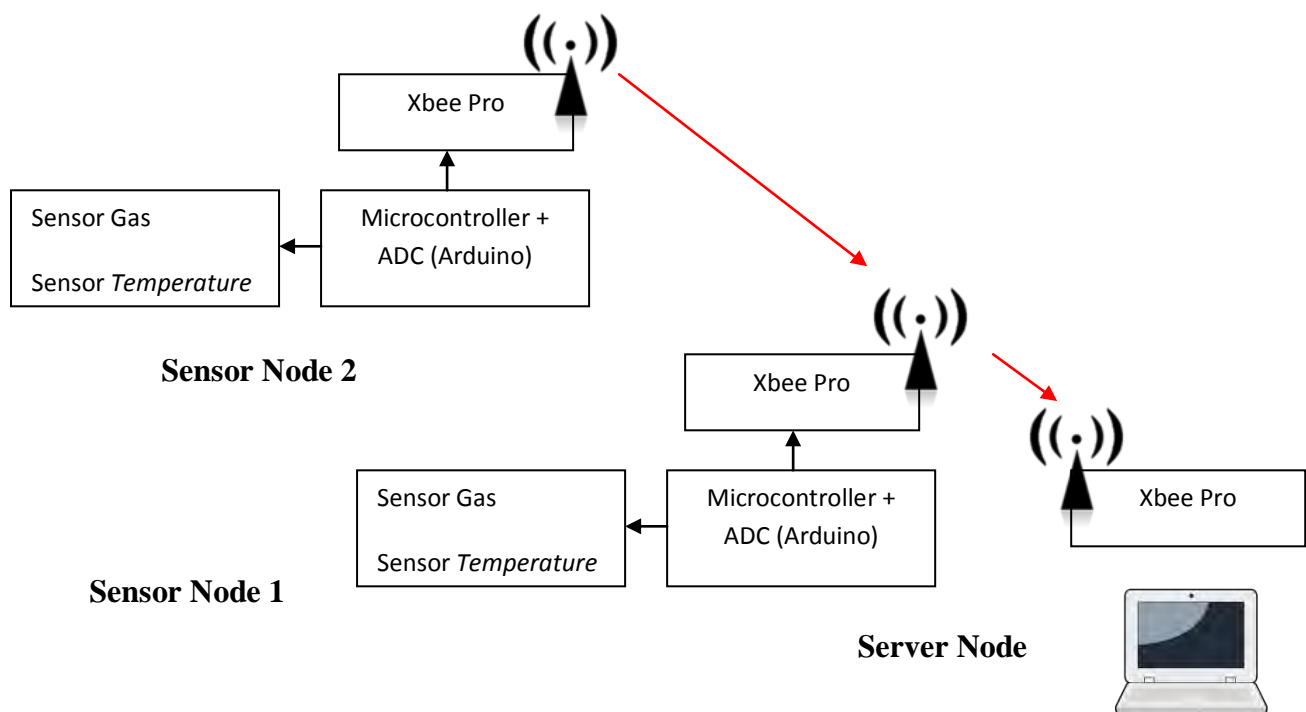 Xbee Pro
Sensor Gas
Sensor Temperature
Microcontroller +
ADC (Arduino)
Sensor Node 2
Xbee Pro
Sensor Gas
Sensor Temperature
Microcontroller +
ADC (Arduino)
Xbee Pro
Sensor Node 1
Server Node